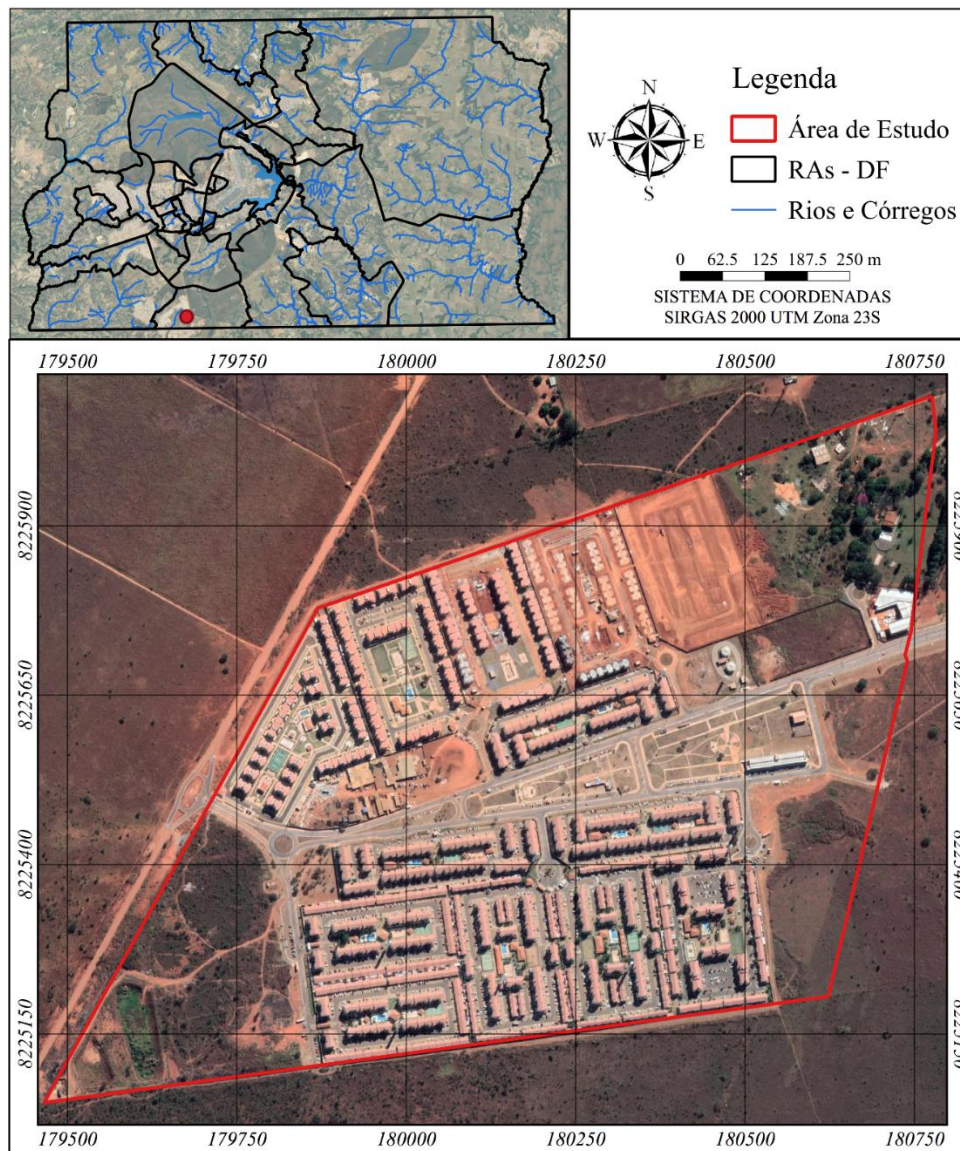 N
W
E
S
Legenda
Área de Estudo
RAs - DF
Rios e Córregos
0 62.5 125 187.5 250 m
SISTEMA DE COORDENADAS
SIRGAS 2000 UTM Zona 23S
179500 179750 180000 180250 180500 180750
8225900
8225650
8225400
8225150
8225900
8225650
8225400
8225150
179500 179750 180000 180250 180500 180750